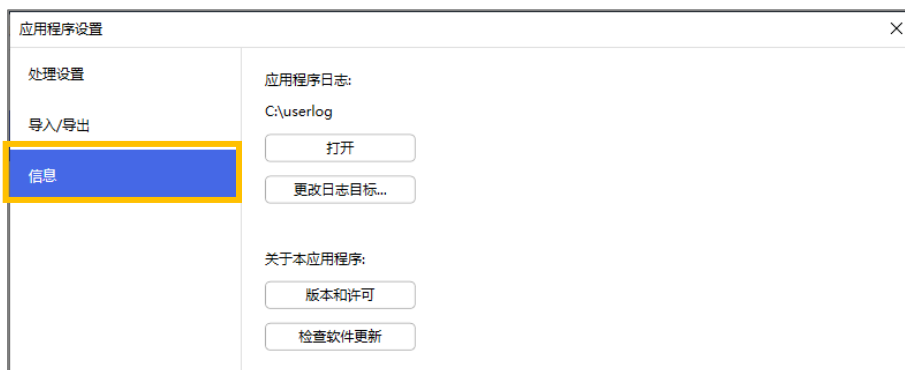 应用程序设置
处理设置
导入/导出
信息
应用程序日志:
C:\userlog
打开
更改日志目标...
关于本应用程序:
版本和许可
检查软件更新